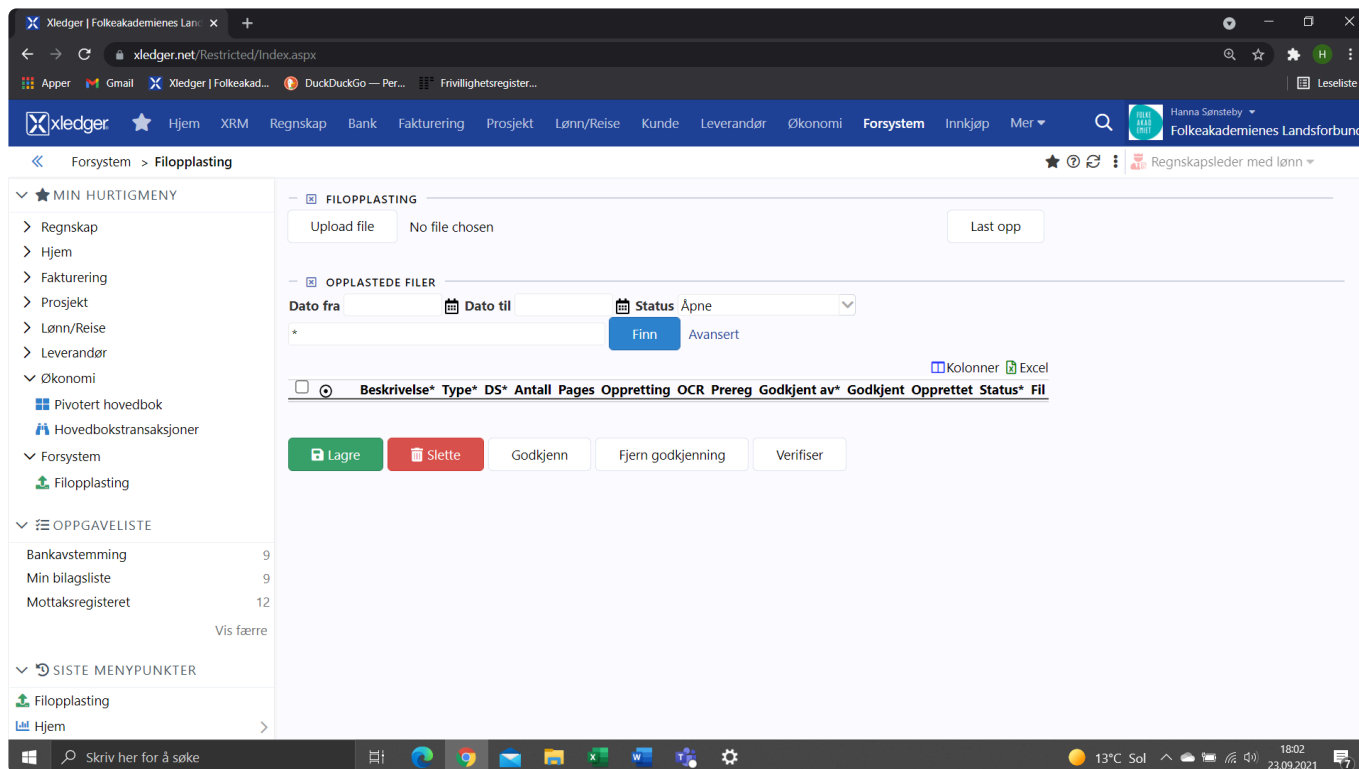 Xledger | Folkeakademienes Land
xledger.net/Restricted/Index.aspx
H
Apper Gmail Xledger | Folkeakad... DuckDuckGo — Per... Frivillighetsregister... Leseliste
xledger Hjem XRM Regnskap Bank Fakturering Prosjekt Lønn/Reise Kunde Leverandør Økonomi Forsystem Innkjøp Mer
FOLKE AKAD EMIET
Hanna Sønsteby
Folkeakademienes Landsforbund
Forsystem > Filopplasting
Regnskapsleder med lønn
MIN HURTIGMENY
Regnskap
Hjem
Fakturering
Prosjekt
Lønn/Reise
Leverandør
Økonomi
Pivotert hovedbok
Hovedbokstransaksjoner
Forsystem
Filopplasting
OPPGAVELISTE
Bankavstemming 9
Min bilagsliste 9
Mottaksregisteret 12
Vis færre
SISTE MENYPUNKTER
Filopplasting
Hjem
FILOPPLASTING
Upload file No file chosen Last opp
OPPLASTEDE FILER
Dato fra Dato til Status Åpne
* Finn Avansert
Kolonner Excel
Beskrivelse* Type* DS* Antall Pages Oppretting OCR Prereg Godkjent av* Godkjent Opprettet Status* Fil
Lagre Slette Godkjenn Fjern godkjenning Verifiser
Skriv her for å søke
13°C Sol
18:02
23.09.2021
7